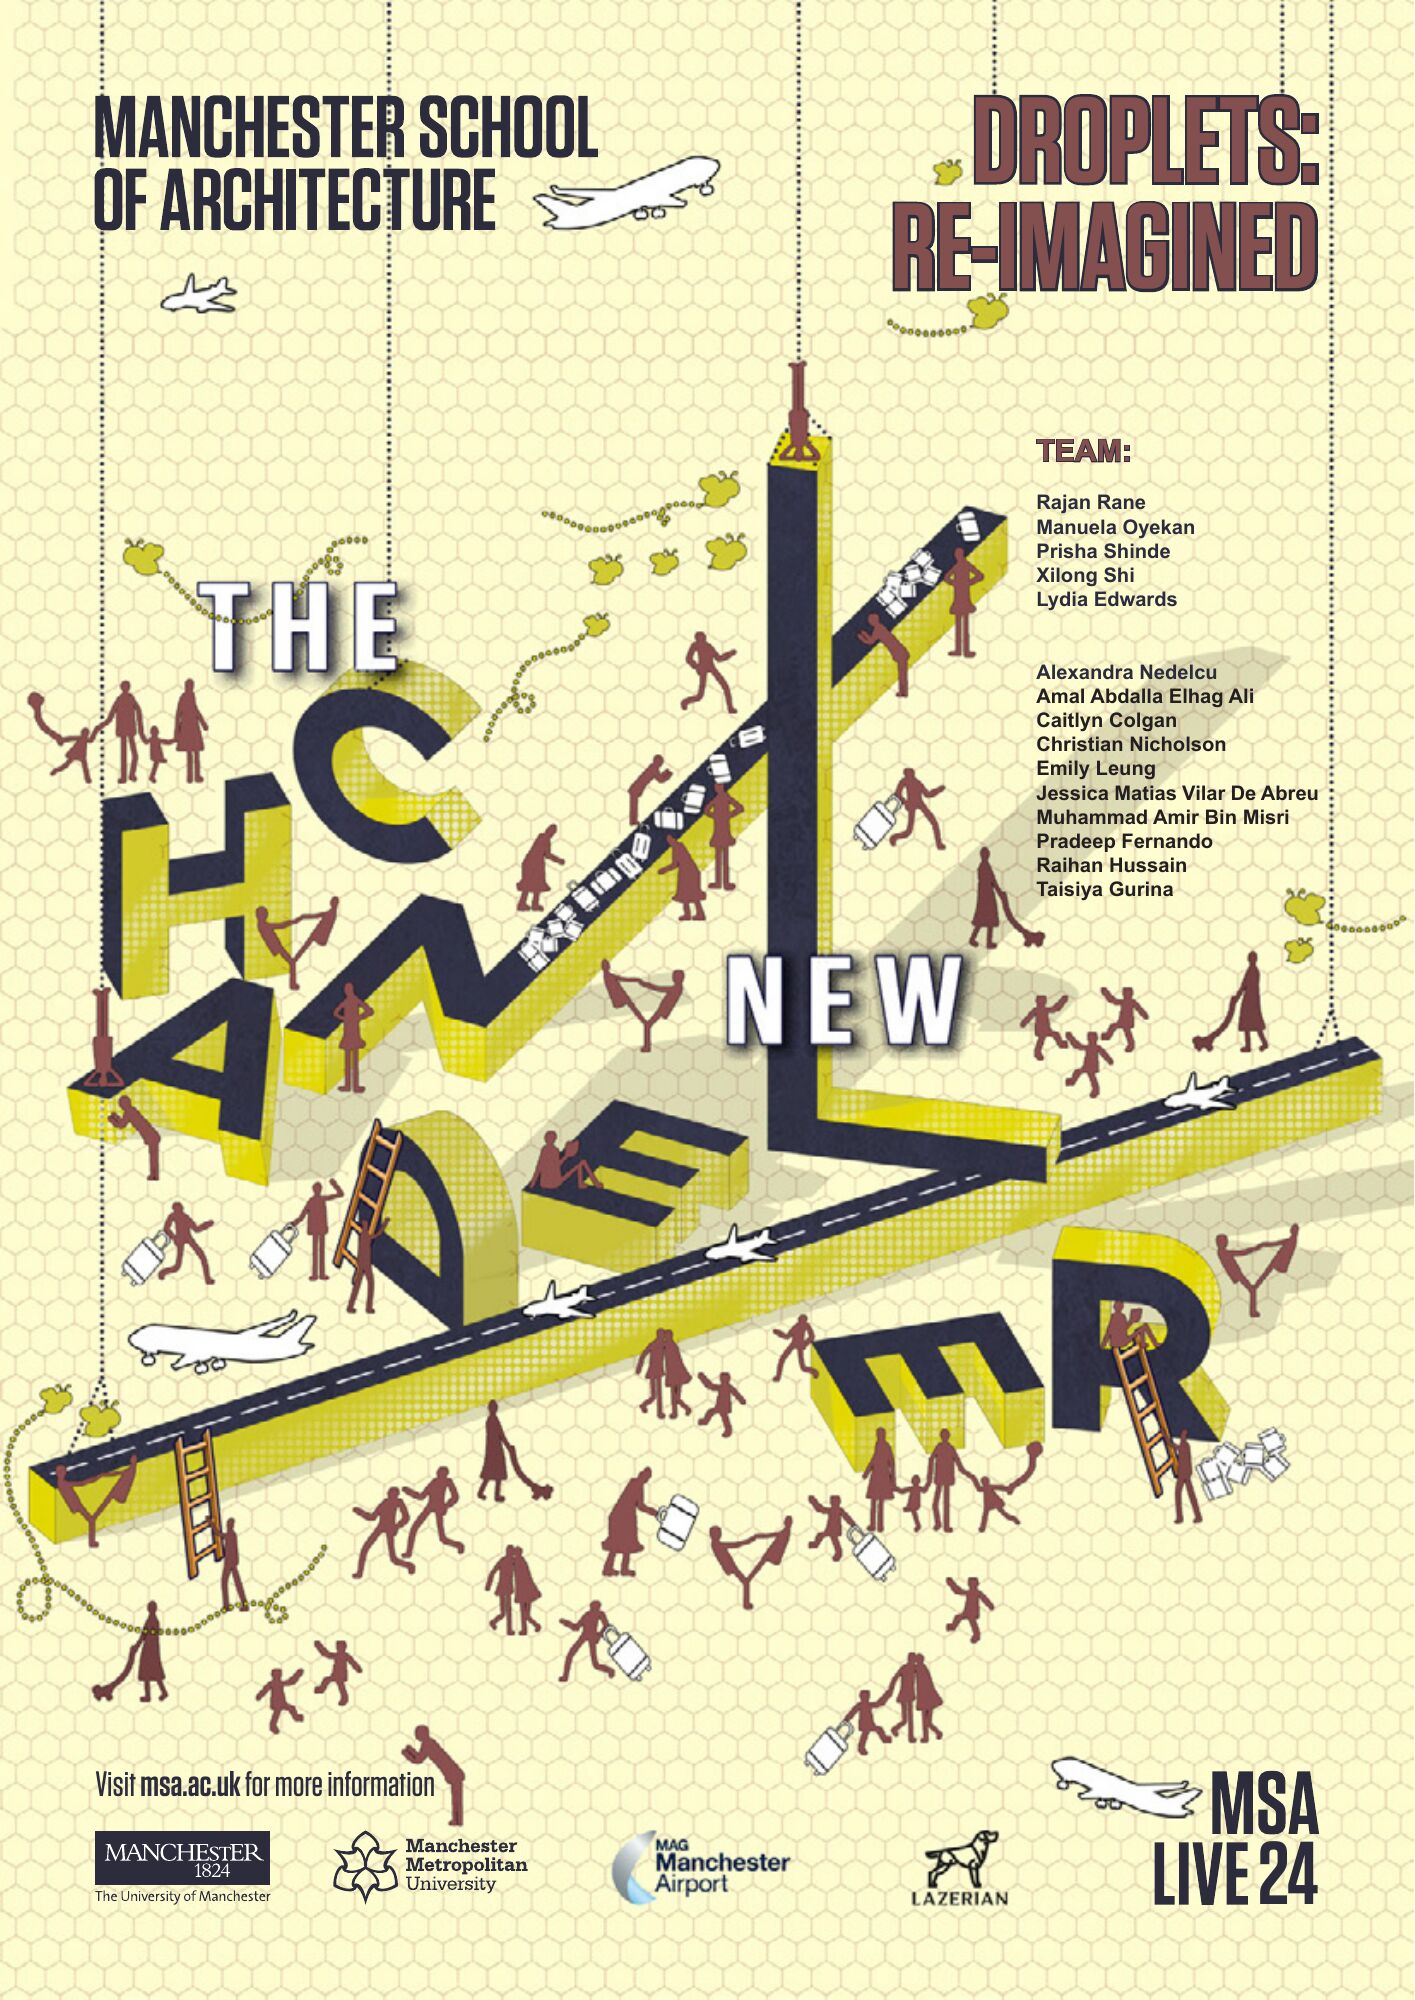 MANCHESTER SCHOOL
OF ARCHITECTURE
DROPLETS:
RE-IMAGINED
TEAM:
Rajan Rane
Manuela Oyekan
Prisha Shinde
Xilong Shi
Lydia Edwards
Alexandra Nedelcu
Amal Abdalla Elhag Ali
Caitlyn Colgan
Christian Nicholson
Emily Leung
Jessica Matias Vilar De Abreu
Muhammad Amir Bin Misri
Pradeep Fernando
Raihan Hussain
Taisiya Gurina
THE
CHANDELIER
NEW
Visit msa.ac.uk for more information
MANCHESTER
1824
The University of Manchester
Manchester
Metropolitan
University
MAG
Manchester
Airport
LAZERIAN
MSA
LIVE 24